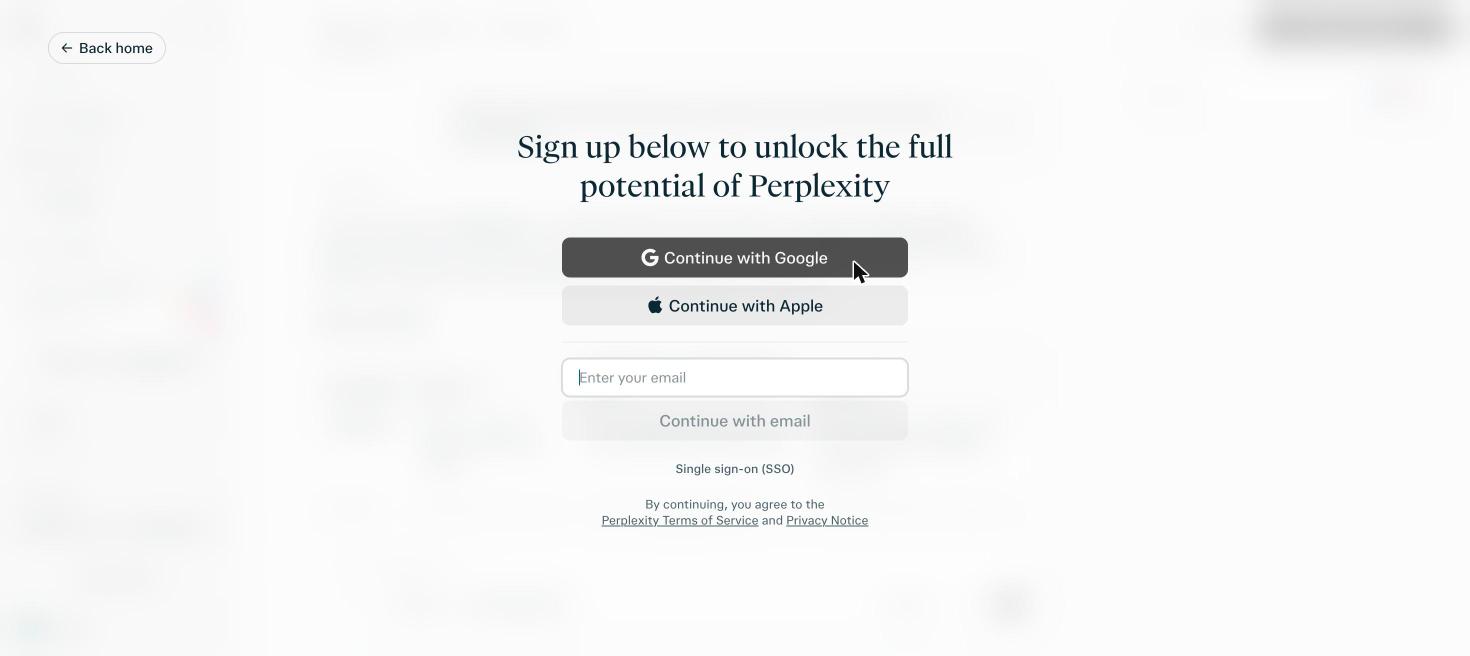 ← Back home
Sign up below to unlock the full
potential of Perplexity
Continue with Google
Continue with Apple
Enter your email
Continue with email
Single sign-on (SSO)
By continuing, you agree to the
Perplexity Terms of Service and Privacy Notice